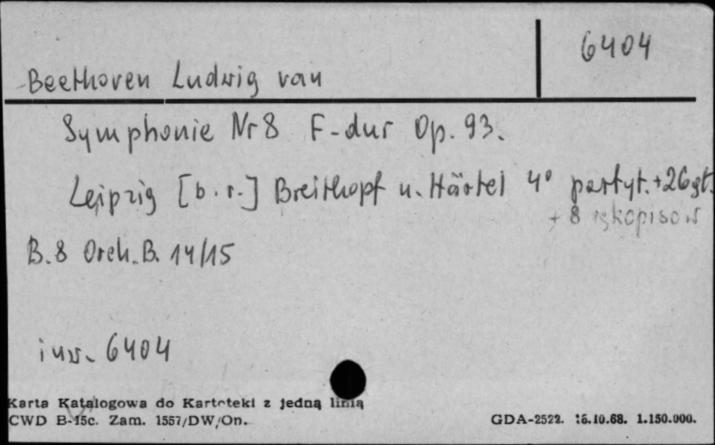 6404
Beethoven Ludwig van
Symphonie Nr 8 F-dur Op. 93.
Leipzig [b.r.] Breitkopf u. Härtel 4° partyt. + 26 gł.
+ 8 rękopisów
B. 8 Orch. B. 14/15
inw. 6404
Karta Katalogowa do Kartoteki z jedną linią
CWD B-15c. Zam. 1557/DW/On.
GDA-2522. 16.10.68. 1.150.000.